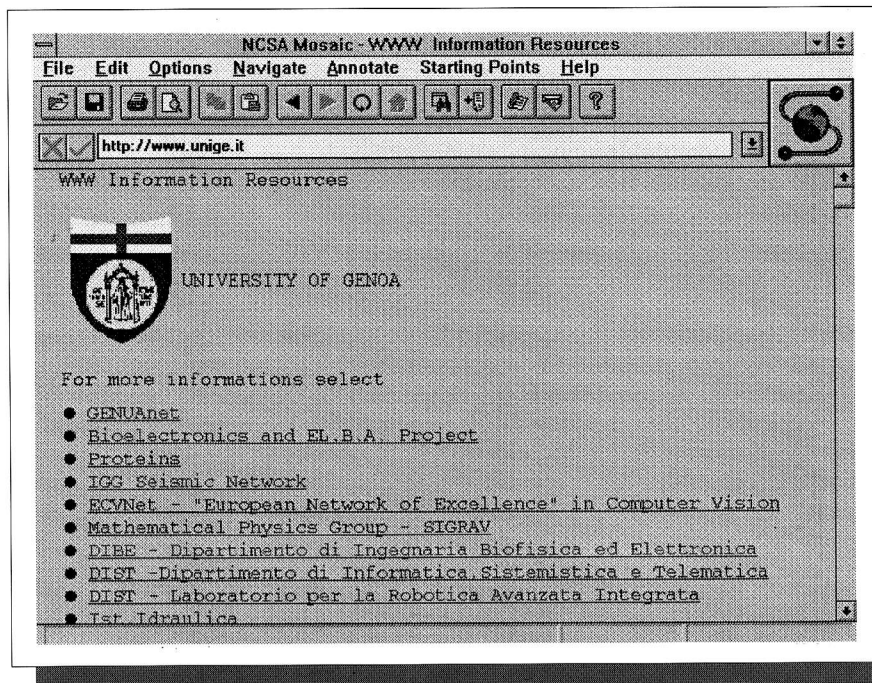 NCSA Mosaic - WWW Information Resources
File Edit Options Navigate Annotate Starting Points Help
http://www.unige.it
WWW Information Resources
UNIVERSITY OF GENOA
For more informations select
GENUAnet
Bioelectronics and EL.B.A. Project
Proteins
IGG Seismic Network
ECVNet - "European Network of Excellence" in Computer Vision
Mathematical Physics Group - SIGRAV
DIBE - Dipartimento di Ingegnaria Biofisica ed Elettronica
DIST -Dipartimento di Informatica,Sistemistica e Telematica
DIST - Laboratorio per la Robotica Avanzata Integrata
Ist.Idraulica